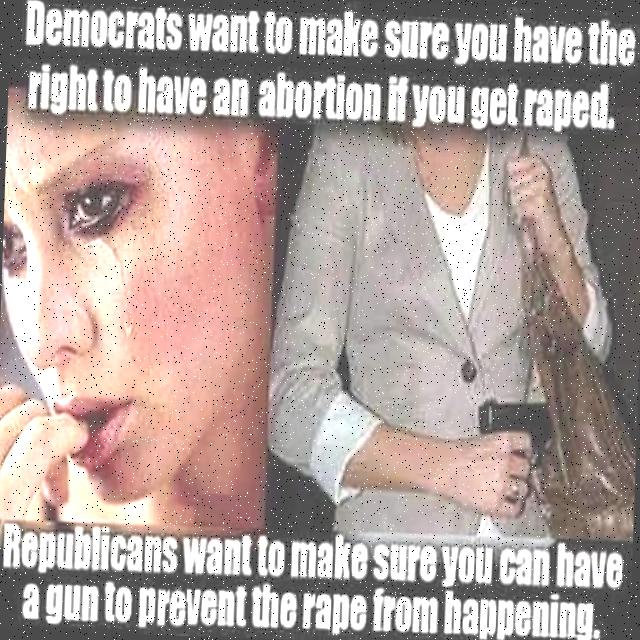 Democrats want to make sure you have the
right to have an abortion if you get raped.
Republicans want to make sure you can have
a gun to prevent the rape from happening.